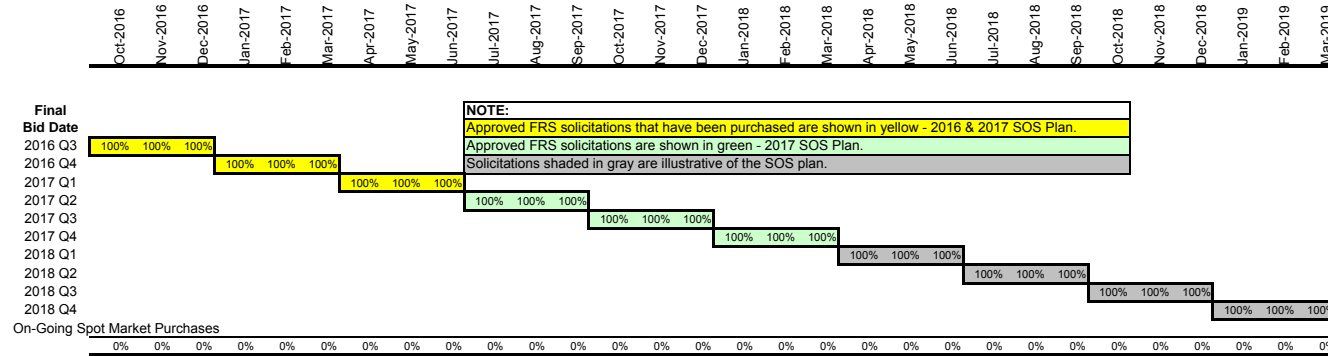 Oct-2016 Nov-2016 Dec-2016 Jan-2017 Feb-2017 Mar-2017 Apr-2017 May-2017 Jun-2017 Jul-2017 Aug-2017 Sep-2017 Oct-2017 Nov-2017 Dec-2017 Jan-2018 Feb-2018 Mar-2018 Apr-2018 May-2018 Jun-2018 Jul-2018 Aug-2018 Sep-2018 Oct-2018 Nov-2018 Dec-2018 Jan-2019 Feb-2019 Mar-2019
Final
Bid Date
NOTE:
Approved FRS solicitations that have been purchased are shown in yellow - 2016 & 2017 SOS Plan.
Approved FRS solicitations are shown in green - 2017 SOS Plan.
Solicitations shaded in gray are illustrative of the SOS plan.
2016 Q3 100% 100% 100%
2016 Q4 100% 100% 100%
2017 Q1 100% 100% 100%
2017 Q2 100% 100% 100%
2017 Q3 100% 100% 100%
2017 Q4 100% 100% 100%
2018 Q1 100% 100% 100%
2018 Q2 100% 100% 100%
2018 Q3 100% 100% 100%
2018 Q4 100% 100% 100%
On-Going Spot Market Purchases
0% 0% 0% 0% 0% 0% 0% 0% 0% 0% 0% 0% 0% 0% 0% 0% 0% 0% 0% 0% 0% 0% 0% 0% 0% 0% 0% 0% 0% 0%